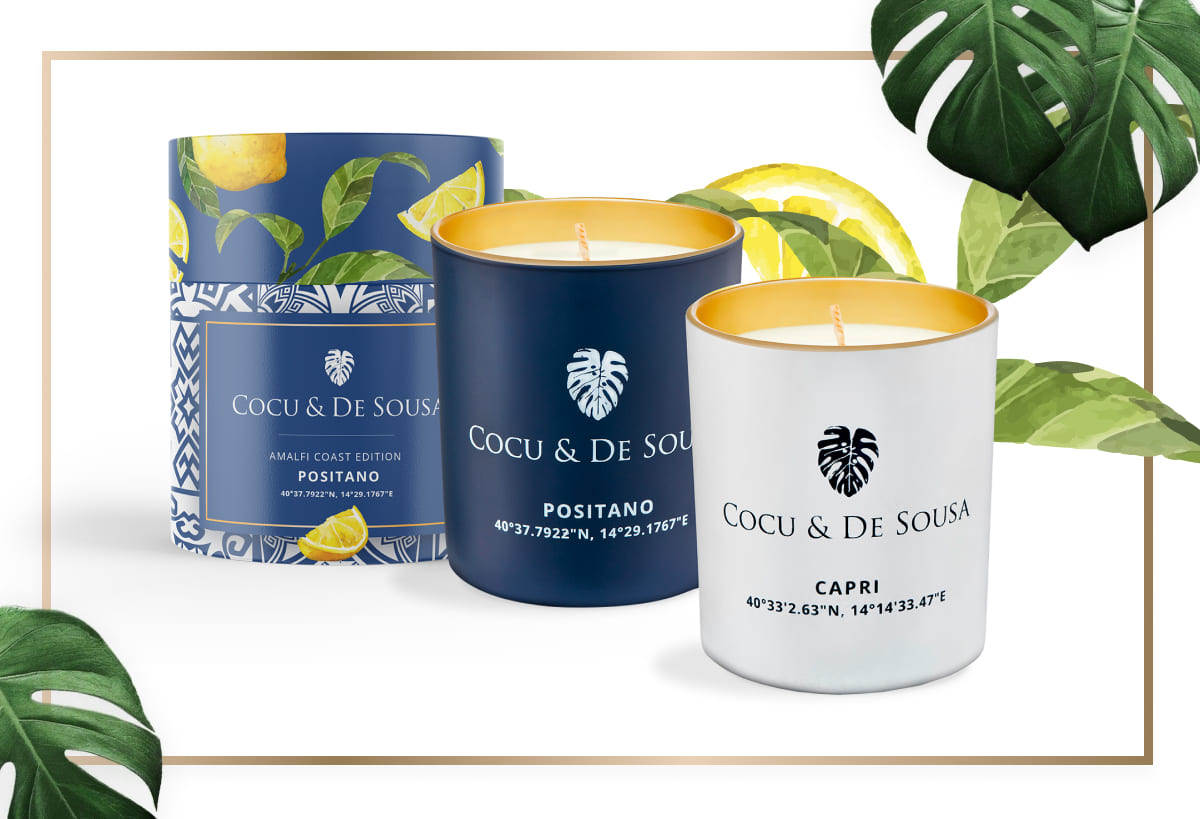 COCU & DE SOUSA
AMALFI COAST EDITION
POSITANO
40°37.7922"N, 14°29.1767"E
COCU & DE SOU
POSITANO
40°37.7922"N, 14°29.1767"E
COCU & DE SOUSA
CAPRI
40°33'2.63"N, 14°14'33.47"E